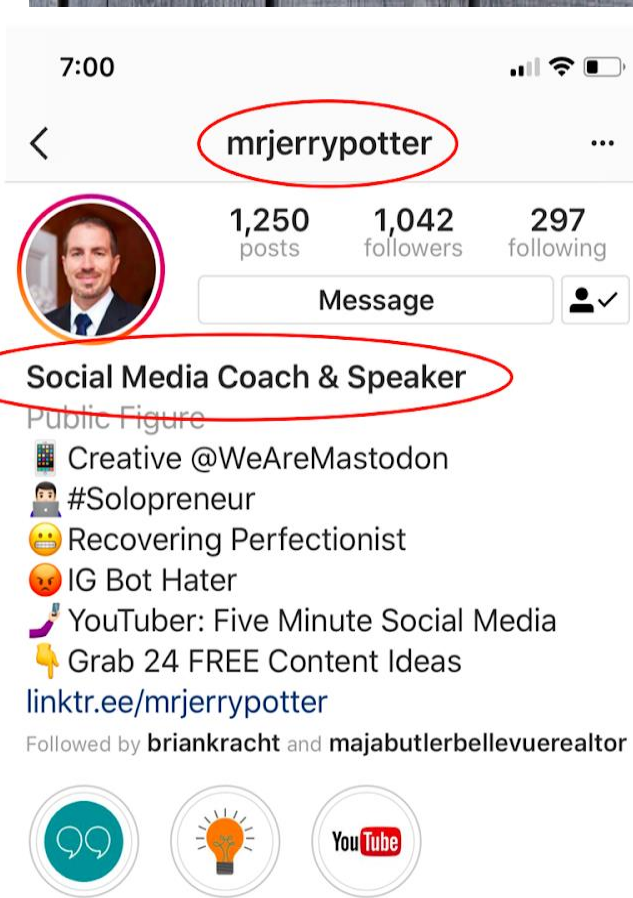 7:00
mrjerrypotter
1,250 1,042 297
posts followers following
Message
Social Media Coach & Speaker
Public Figure
Creative @WeAreMastodon
#Solopreneur
Recovering Perfectionist
IG Bot Hater
YouTuber: Five Minute Social Media
Grab 24 FREE Content Ideas
linktr.ee/mrjerrypotter
Followed by briankracht and majabutlerbellevuerealtor
YouTube